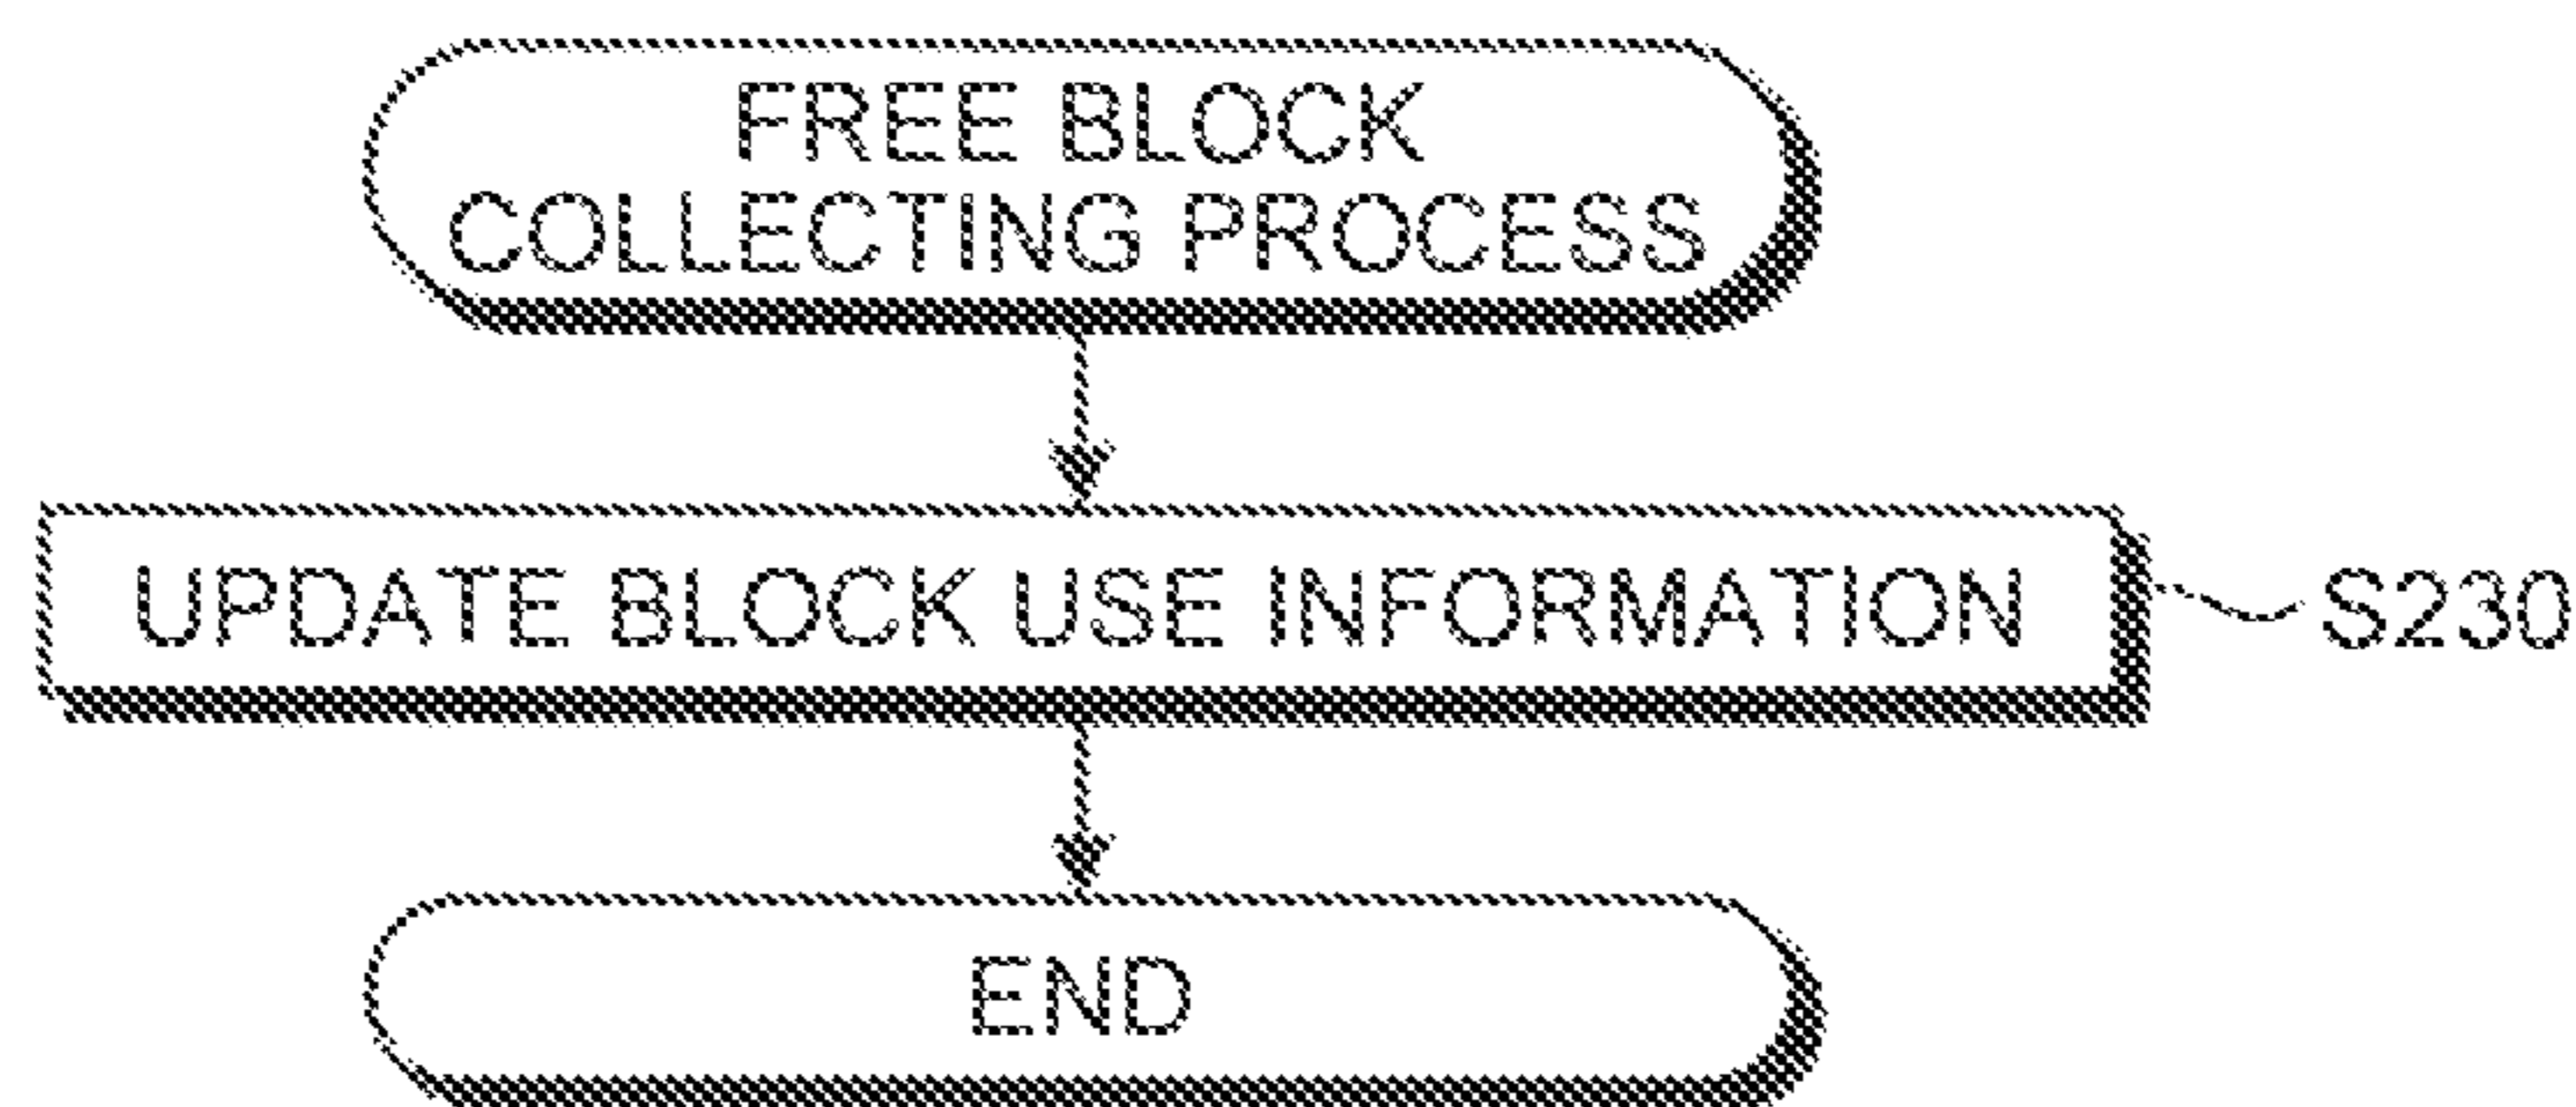 FREE BLOCK
COLLECTING PROCESS
UPDATE BLOCK USE INFORMATION
S230
END